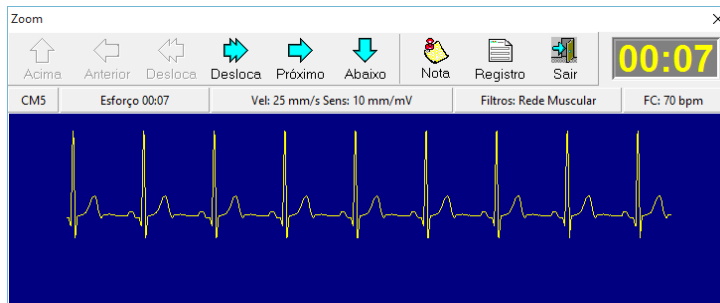 Zoom
Acima Anterior Desloca Desloca Próximo Abaixo Nota Registro Sair 00:07
CM5 Esforço 00:07 Vel: 25 mm/s Sens: 10 mm/mV Filtros: Rede Muscular FC: 70 bpm